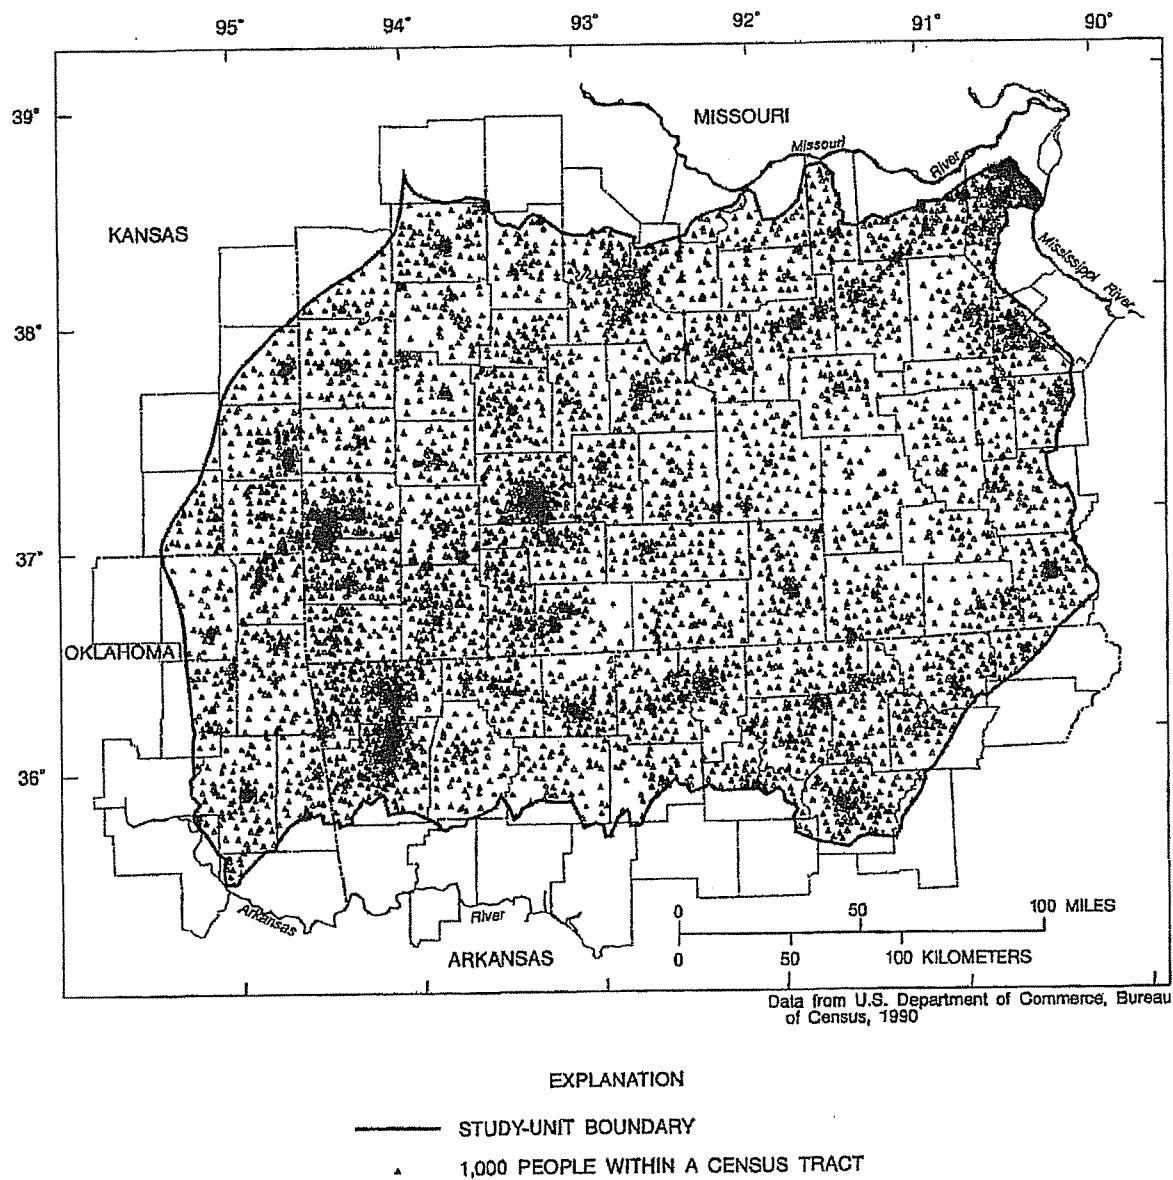 95° 94° 93° 92° 91° 90°
39°
MISSOURI
Missouri
River
KANSAS
Mississippi River
38°
37°
OKLAHOMA
36°
0 50 100 MILES
Arkansas
River
0 50 100 KILOMETERS
ARKANSAS
Data from U.S. Department of Commerce, Bureau
of Census, 1990
EXPLANATION
STUDY-UNIT BOUNDARY
1,000 PEOPLE WITHIN A CENSUS TRACT